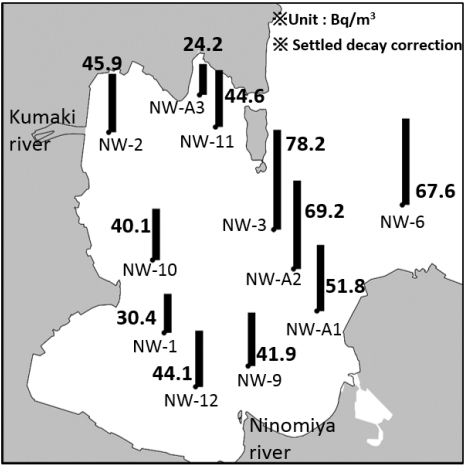 ※Unit : Bq/m³
※ Settled decay correction
24.2
45.9
NW-A3
44.6
Kumaki
river
NW-2
NW-11
78.2
67.6
40.1
NW-3
69.2
NW-6
NW-10
NW-A2
51.8
30.4
NW-A1
NW-1
41.9
44.1
NW-9
NW-12
Ninomiya
river